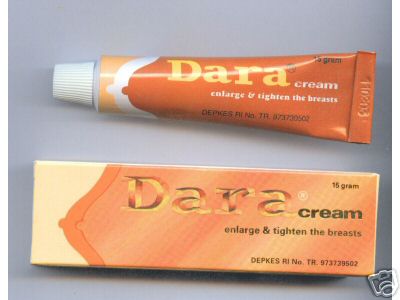 15 gram
Dara® cream
enlarge & tighten the breasts
DEPKES RI No. TR. 973739502
15 gram
Dara® cream
enlarge & tighten the breasts
DEPKES RI No. TR. 973739502